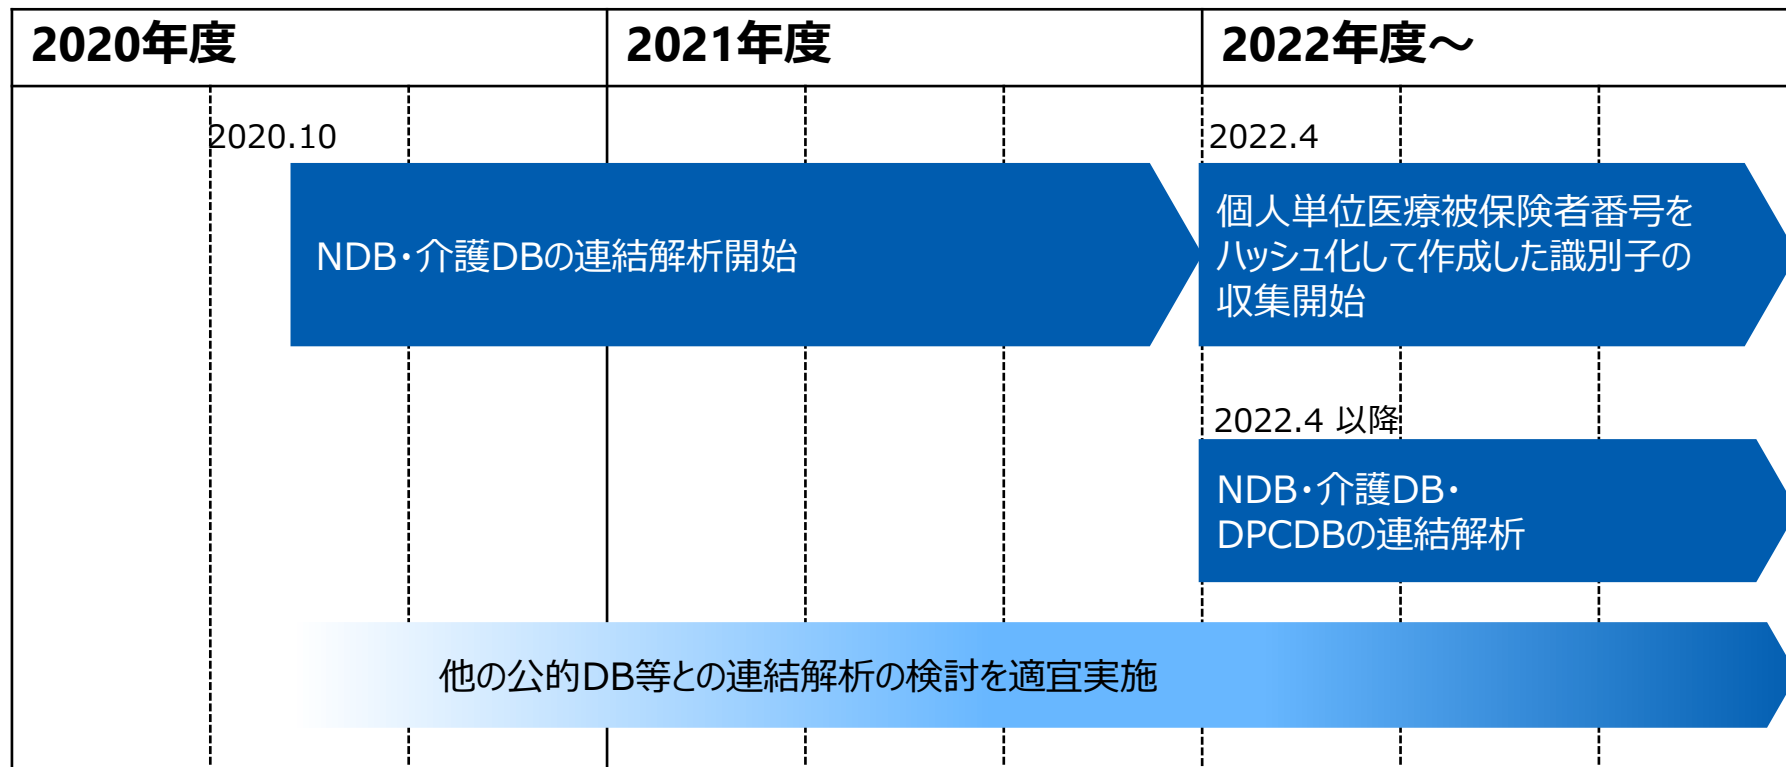 2020年度
2021年度
2022年度～
2020.10
2022.4
NDB・介護DBの連結解析開始
個人単位医療被保険者番号を
ハッシュ化して作成した識別子の
収集開始
2022.4 以降
NDB・介護DB・
DPCDBの連結解析
他の公的DB等との連結解析の検討を適宜実施